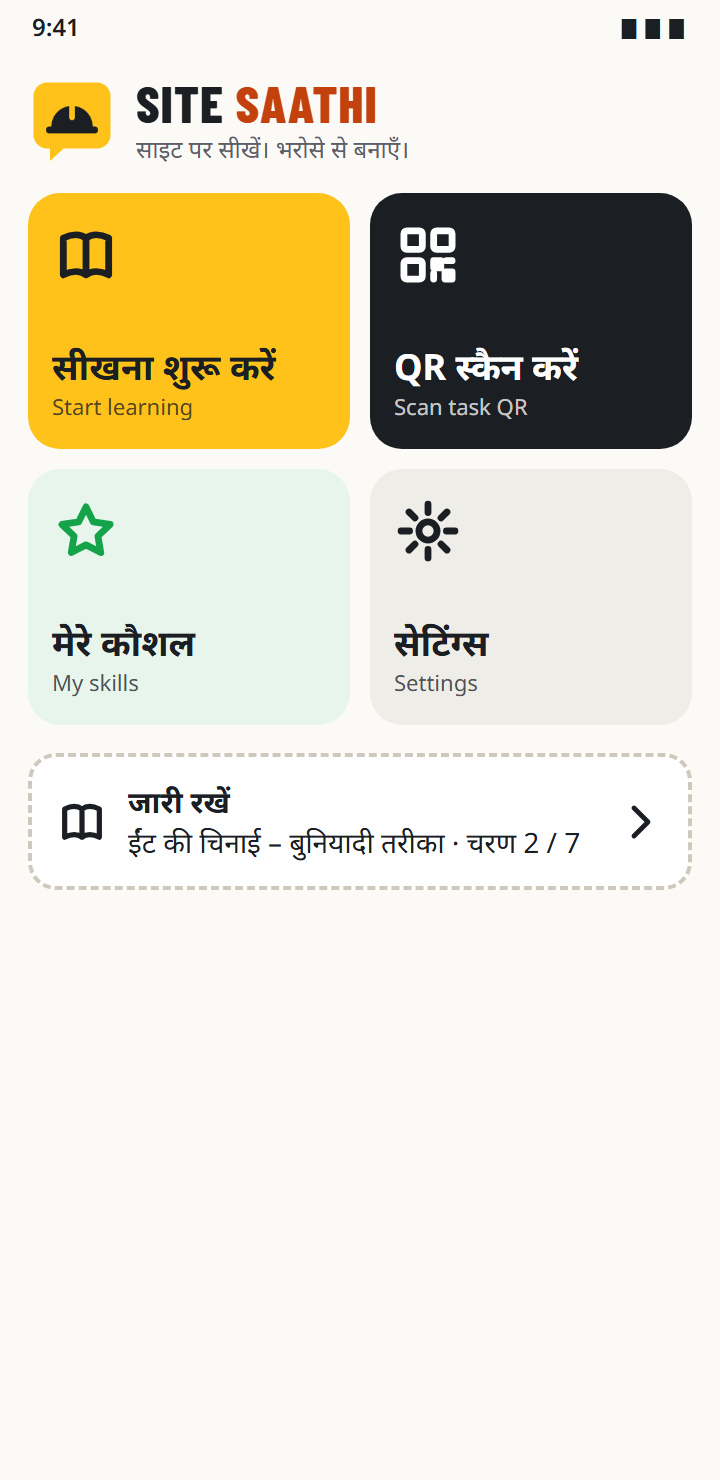 9:41
SITE SAATHI
साइट पर सीखें। भरोसे से बनाएँ।
सीखना शुरू करें
Start learning
QR स्कैन करें
Scan task QR
मेरे कौशल
My skills
सेटिंग्स
Settings
जारी रखें
ईंट की चिनाई – बुनियादी तरीका · चरण 2 / 7